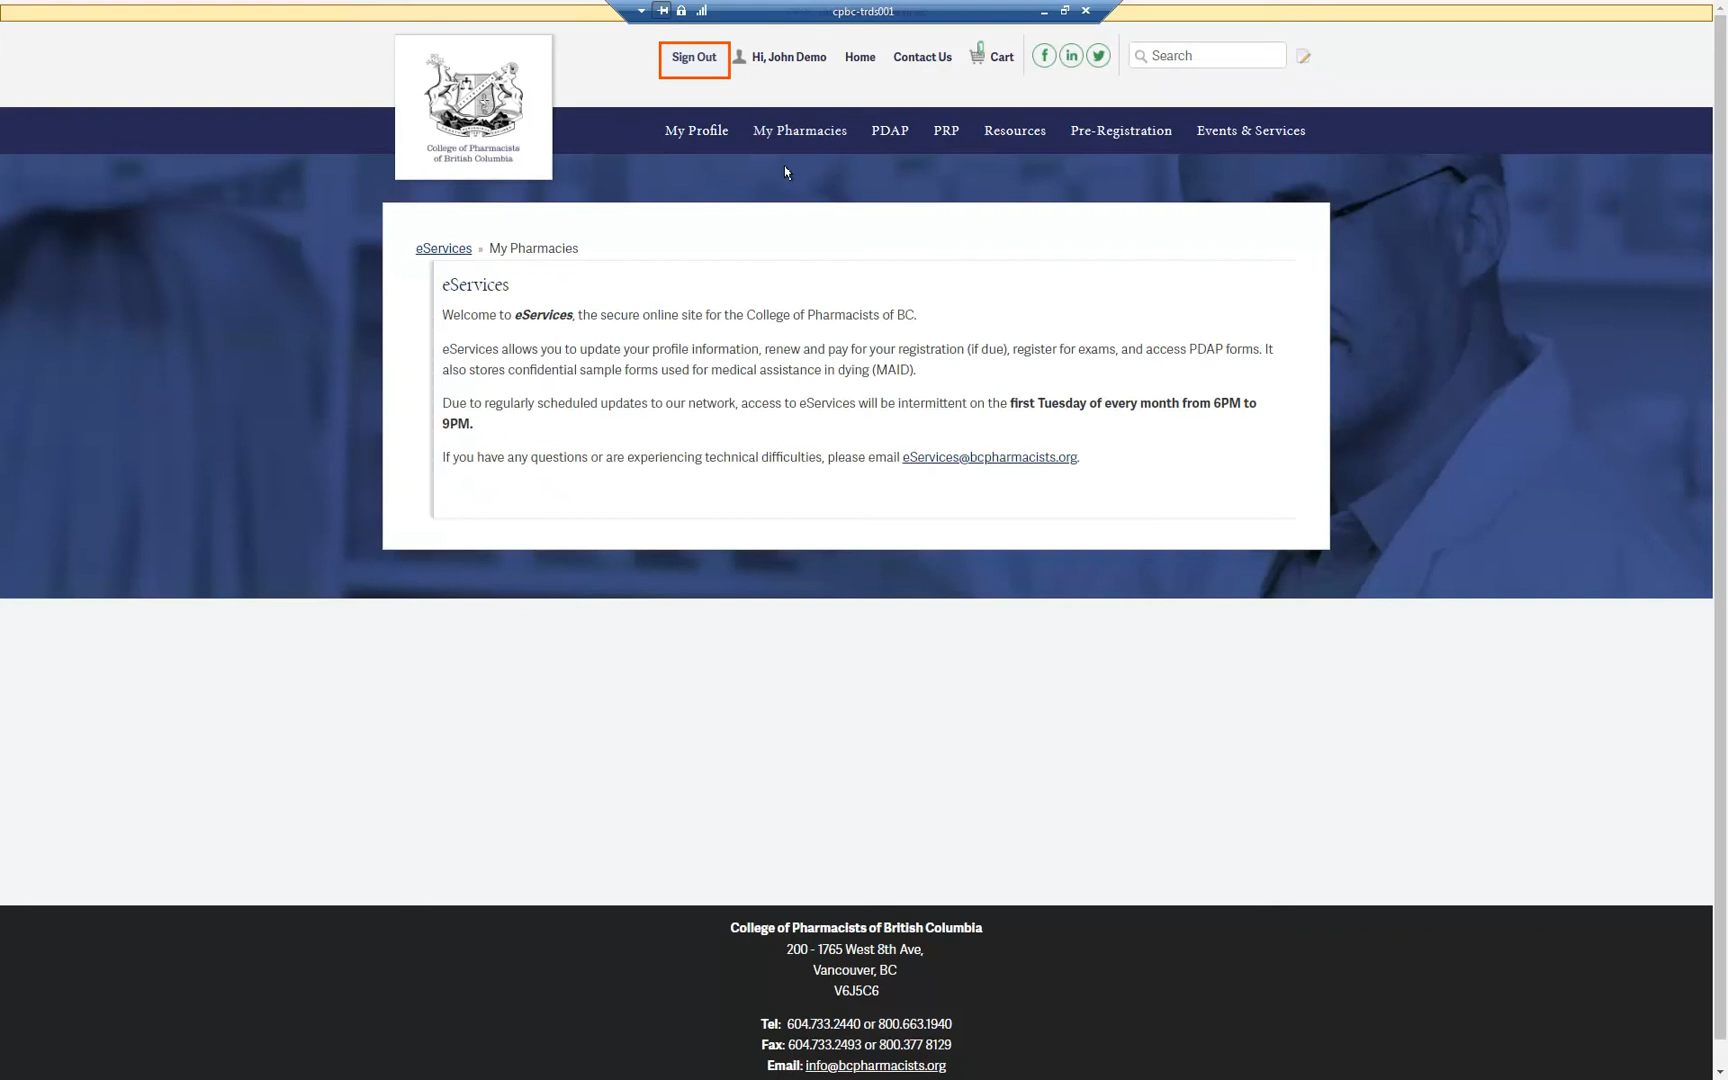 cpbc-trds001
Sign Out Hi, John Demo Home Contact Us Cart Search
College of Pharmacists
of British Columbia
My Profile My Pharmacies PDAP PRP Resources Pre-Registration Events & Services
eServices » My Pharmacies
eServices
Welcome to eServices, the secure online site for the College of Pharmacists of BC.
eServices allows you to update your profile information, renew and pay for your registration (if due), register for exams, and access PDAP forms. It
also stores confidential sample forms used for medical assistance in dying (MAID).
Due to regularly scheduled updates to our network, access to eServices will be intermittent on the first Tuesday of every month from 6PM to
9PM.
If you have any questions or are experiencing technical difficulties, please email eServices@bcpharmacists.org.
College of Pharmacists of British Columbia
200 - 1765 West 8th Ave,
Vancouver, BC
V6J5C6
Tel: 604.733.2440 or 800.663.1940
Fax: 604.733.2493 or 800.377 8129
Email: info@bcpharmacists.org